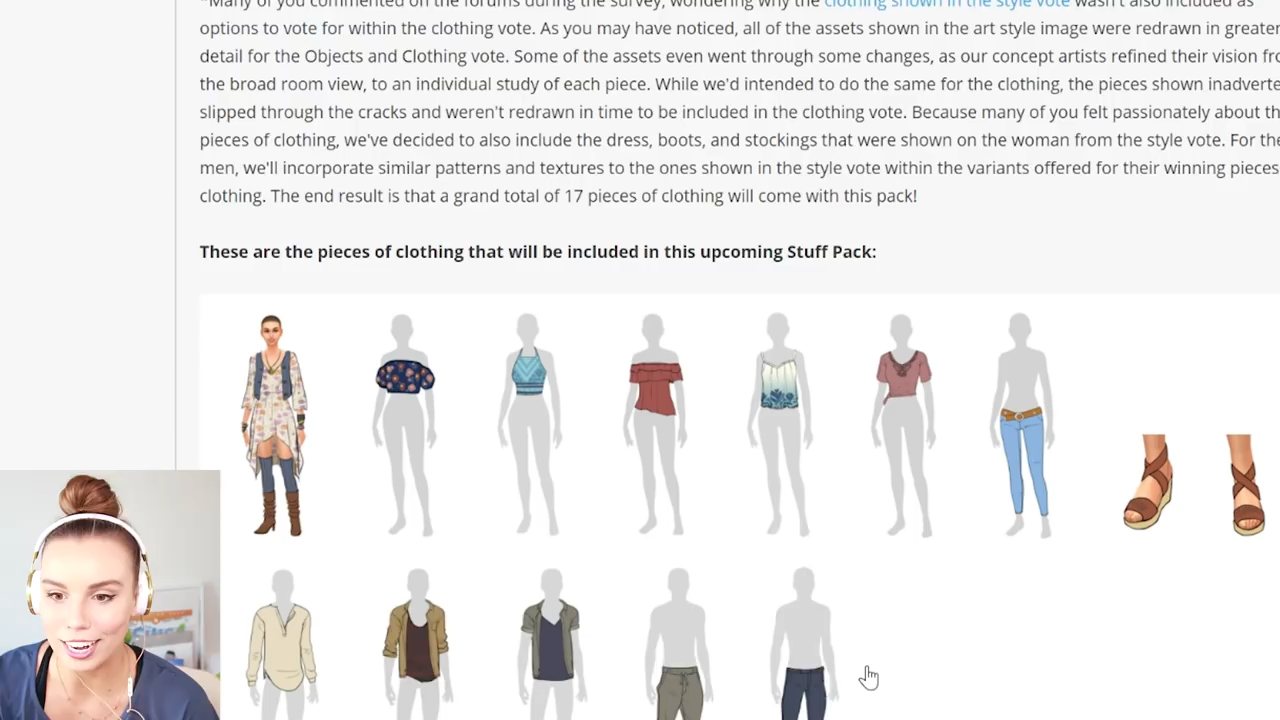 "Many of you commented on the forums during the survey, wondering why the clothing shown in the style vote wasn't also included as
options to vote for within the clothing vote. As you may have noticed, all of the assets shown in the art style image were redrawn in greater
detail for the Objects and Clothing vote. Some of the assets even went through some changes, as our concept artists refined their vision
the broad room view, to an individual study of each piece. While we'd intended to do the same for the clothing, the pieces shown
slipped through the cracks and weren't redrawn in time to be included in the clothing vote. Because many of you felt passionately about
pieces of clothing, we've decided to also include the dress, boots, and stockings that were shown on the woman from the style vote. For
men, we'll incorporate similar patterns and textures to the ones shown in the style vote within the variants offered for their winning pieces
clothing. The end result is that a grand total of 17 pieces of clothing will come with this pack!
These are the pieces of clothing that will be included in this upcoming Stuff Pack: